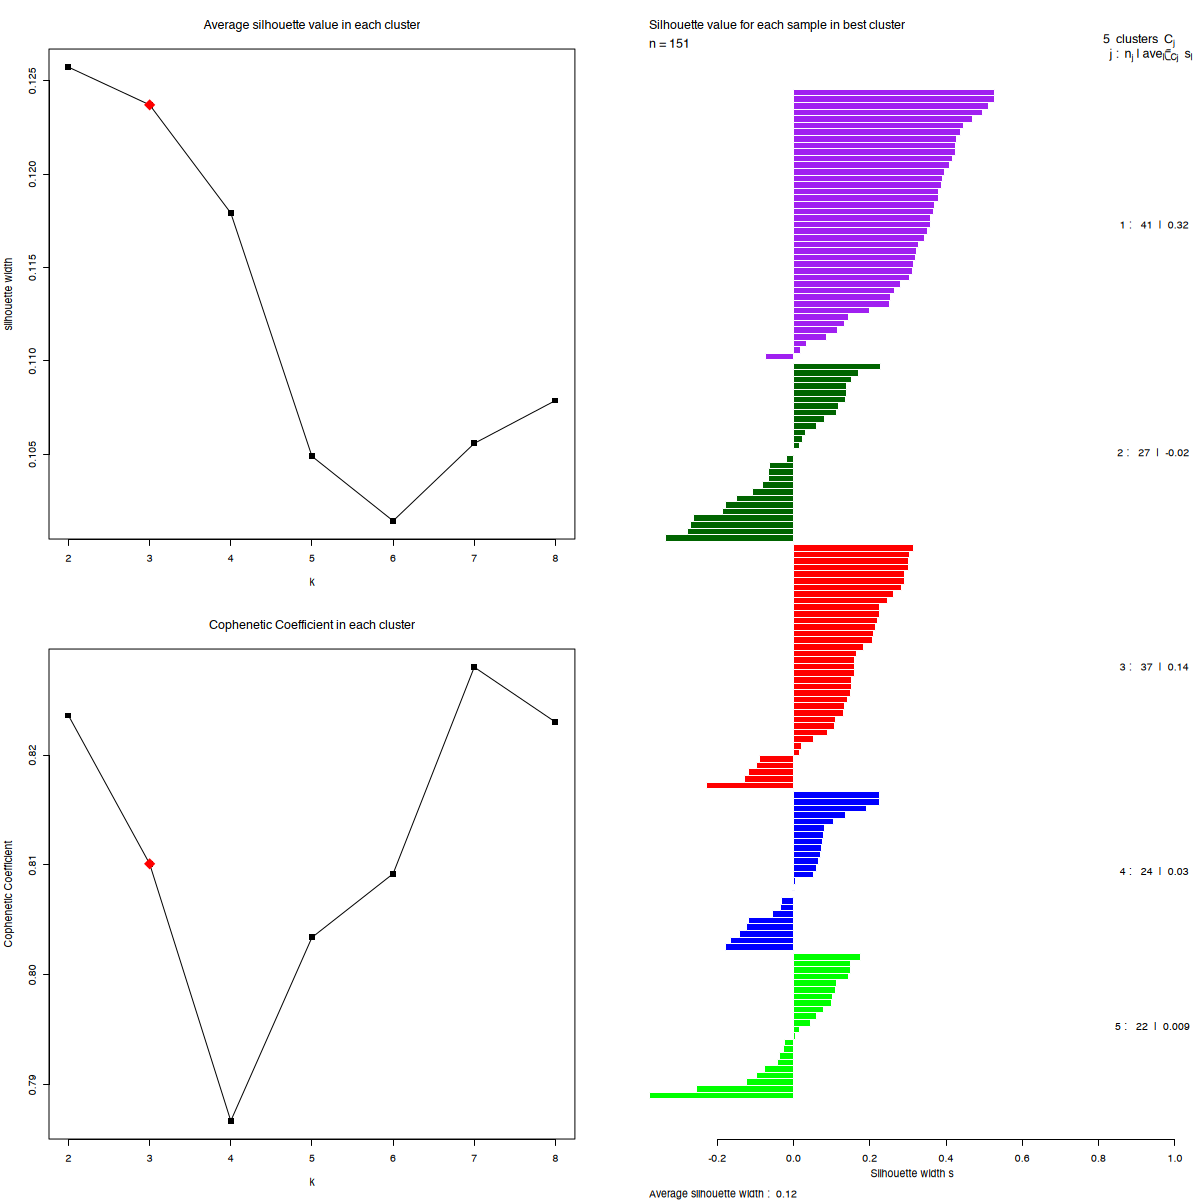 Average silhouette value in each cluster
silhouette width
0.125
0.120
0.115
0.110
0.105
2 3 4 5 6 7 8
k
Cophenetic Coefficient in each cluster
Cophenetic Coefficient
0.82
0.81
0.80
0.79
2 3 4 5 6 7 8
k
Silhouette value for each sample in best cluster
n = 151
5 clusters Cj
j : nj | avei∈Cj si
1 : 41 | 0.32
2 : 27 | -0.02
3 : 37 | 0.14
4 : 24 | 0.03
5 : 22 | 0.009
-0.2 0.0 0.2 0.4 0.6 0.8 1.0
Silhouette width s
Average silhouette width : 0.12